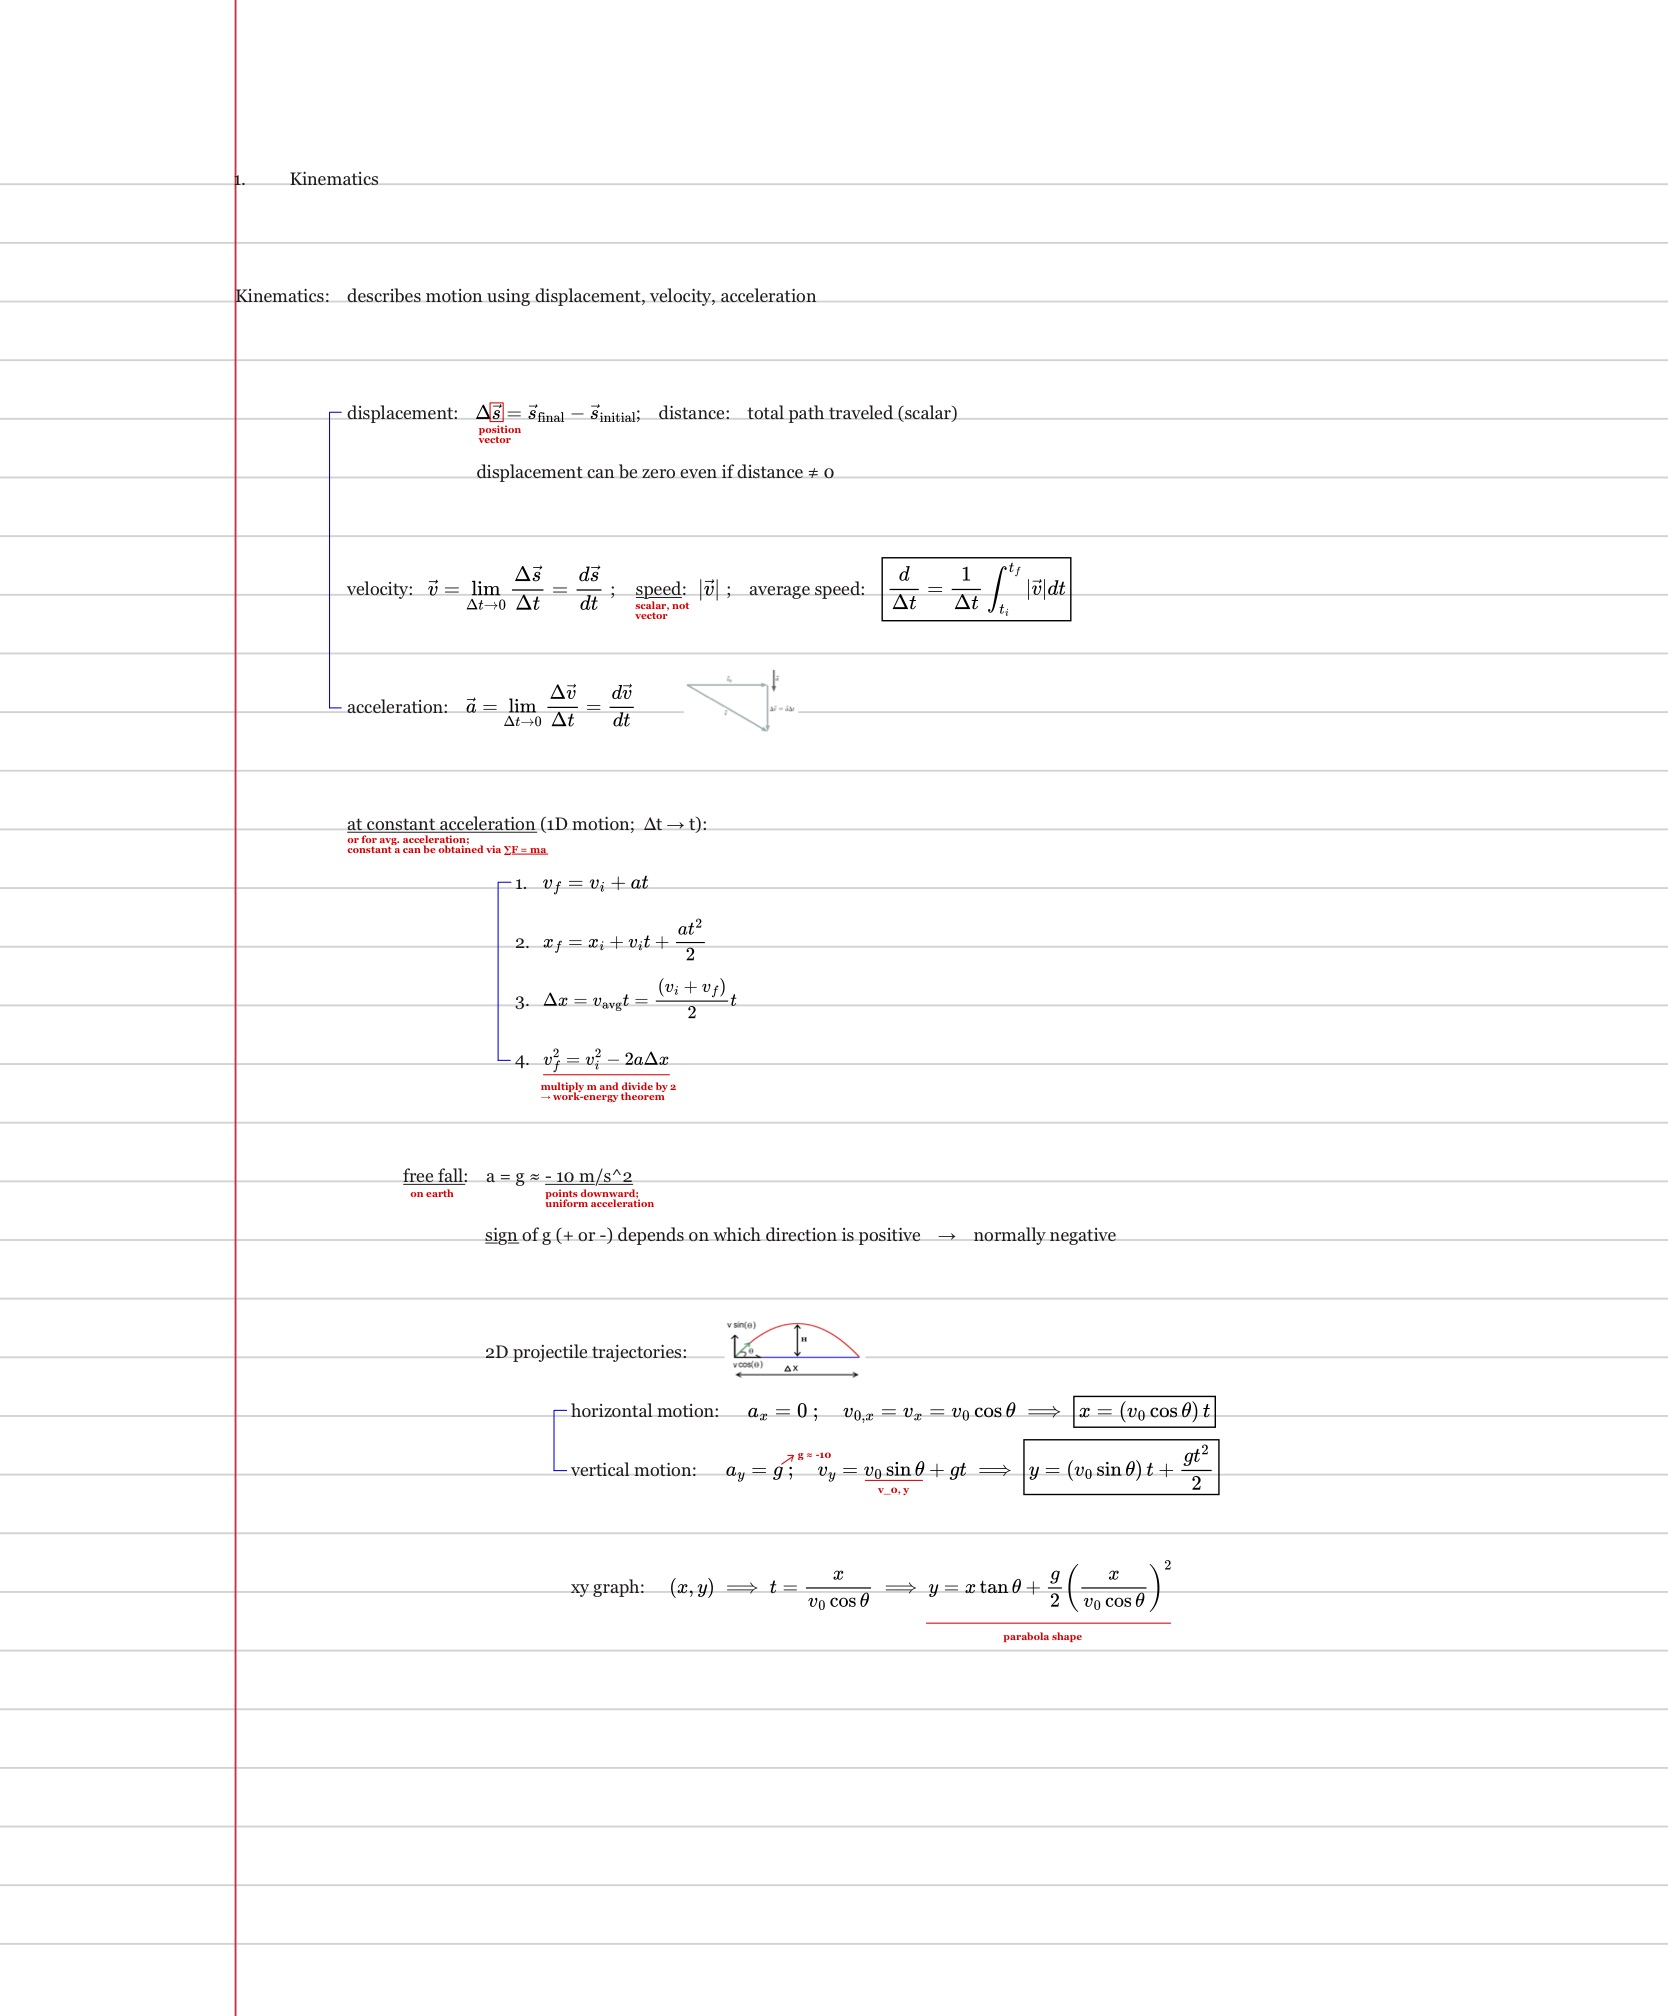 1. Kinematics
Kinematics: describes motion using displacement, velocity, acceleration
displacement: Δs⃗ = s⃗_final − s⃗_initial; distance: total path traveled (scalar)
position
vector
displacement can be zero even if distance ≠ 0
velocity: v⃗ = lim_{Δt→0} Δs⃗/Δt = ds⃗/dt ; speed: |v⃗| ; average speed: d/Δt = 1/Δt ∫_{t_i}^{t_f} |v⃗|dt
scalar, not
vector
acceleration: a⃗ = lim_{Δt→0} Δv⃗/Δt = dv⃗/dt
at constant acceleration (1D motion; Δt → t):
or for avg. acceleration;
constant a can be obtained via ∑F = ma
1. v_f = v_i + at
2. x_f = x_i + v_i t + at²/2
3. Δx = v_avg t = (v_i + v_f)/2 t
4. v_f² = v_i² − 2aΔx
multiply m and divide by 2
→ work-energy theorem
free fall: a = g ≈ - 10 m/s^2
on earth
points downward;
uniform acceleration
sign of g (+ or -) depends on which direction is positive → normally negative
v sin(θ)
H
θ
2D projectile trajectories:
v cos(θ)
Δ X
horizontal motion: a_x = 0 ; v_{0,x} = v_x = v_0 cos θ ⟹ x = (v_0 cos θ) t
g ≈ -10
vertical motion: a_y = g ; v_y = v_0 sin θ + gt ⟹ y = (v_0 sin θ) t + gt²/2
v_0, y
xy graph: (x, y) ⟹ t = x/(v_0 cos θ) ⟹ y = x tan θ + g/2 (x/(v_0 cos θ))²
parabola shape